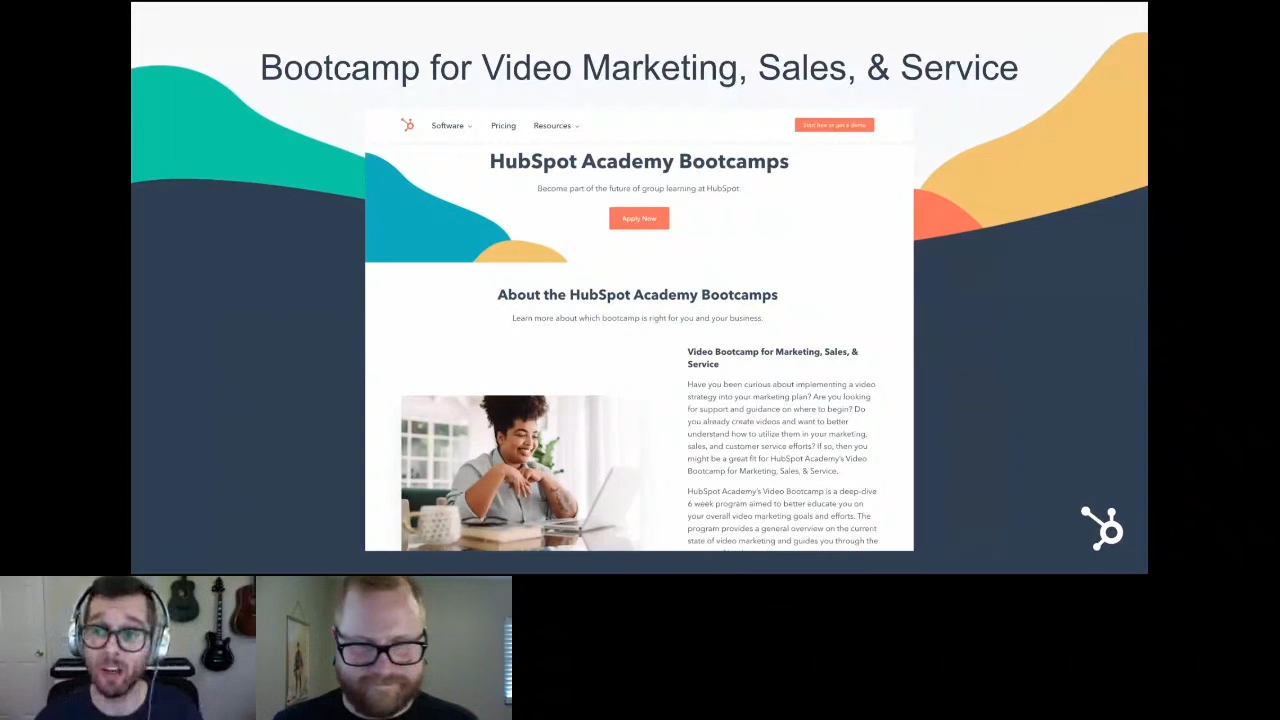 Bootcamp for Video Marketing, Sales, & Service
Software Pricing Resources Start free or get a demo
HubSpot Academy Bootcamps
Become part of the future of group learning at HubSpot.
Apply Now
About the HubSpot Academy Bootcamps
Learn more about which bootcamp is right for you and your business.
Video Bootcamp for Marketing, Sales, &
Service
Have you been curious about implementing a video
strategy into your marketing plan? Are you looking
for support and guidance on where to begin? Do
you already create videos and want to better
understand how to utilize them in your marketing,
sales, and customer service efforts? If so, then you
might be a great fit for HubSpot Academy's Video
Bootcamp for Marketing, Sales, & Service.
HubSpot Academy's Video Bootcamp is a deep-dive
6 week program aimed to better educate you on
your overall video marketing goals and efforts. The
program provides a general overview on the current
state of video marketing and guides you through the